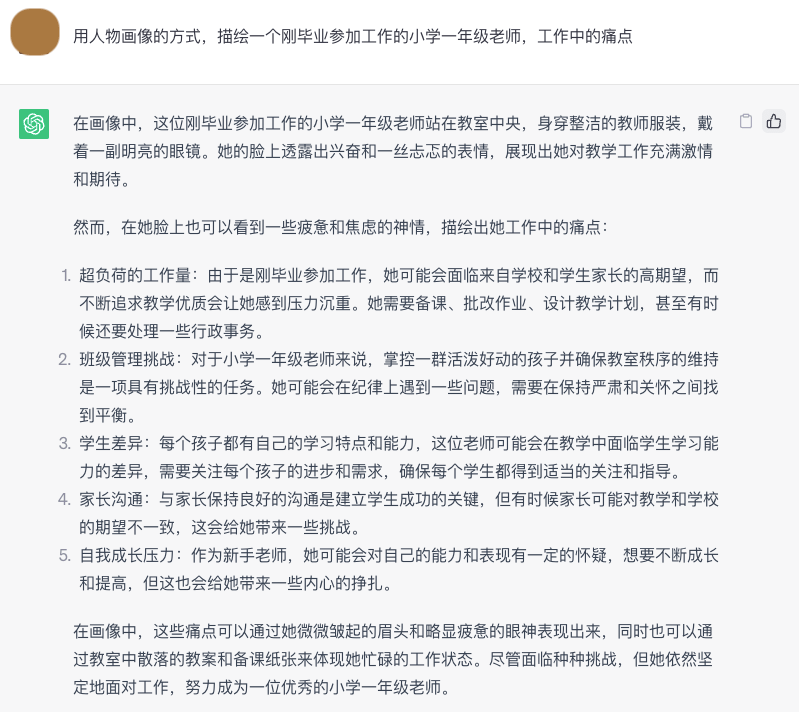 用人物画像的方式，描绘一个刚毕业参加工作的小学一年级老师，工作中的痛点
在画像中，这位刚毕业参加工作的小学一年级老师站在教室中央，身穿整洁的教师服装，戴
着一副明亮的眼镜。她的脸上透露出兴奋和一丝忐忑的表情，展现出她对教学工作充满激情
和期待。
然而，在她脸上也可以看到一些疲惫和焦虑的神情，描绘出她工作中的痛点：
1. 超负荷的工作量：由于是刚毕业参加工作，她可能会面临来自学校和学生家长的高期望，而
不断追求教学优质会让她感到压力沉重。她需要备课、批改作业、设计教学计划，甚至有时
候还要处理一些行政事务。
2. 班级管理挑战：对于小学一年级老师来说，掌控一群活泼好动的孩子并确保教室秩序的维持
是一项具有挑战性的任务。她可能会在纪律上遇到一些问题，需要在保持严肃和关怀之间找
到平衡。
3. 学生差异：每个孩子都有自己的学习特点和能力，这位老师可能会在教学中面临学生学习能
力的差异，需要关注每个孩子的进步和需求，确保每个学生都得到适当的关注和指导。
4. 家长沟通：与家长保持良好的沟通是建立学生成功的关键，但有时候家长可能对教学和学校
的期望不一致，这会给她带来一些挑战。
5. 自我成长压力：作为新手老师，她可能会对自己的能力和表现有一定的怀疑，想要不断成长
和提高，但这也会给她带来一些内心的挣扎。
在画像中，这些痛点可以通过她微微皱起的眉头和略显疲惫的眼神表现出来，同时也可以通
过教室中散落的教案和备课纸张来体现她忙碌的工作状态。尽管面临种种挑战，但她依然坚
定地面对工作，努力成为一位优秀的小学一年级老师。